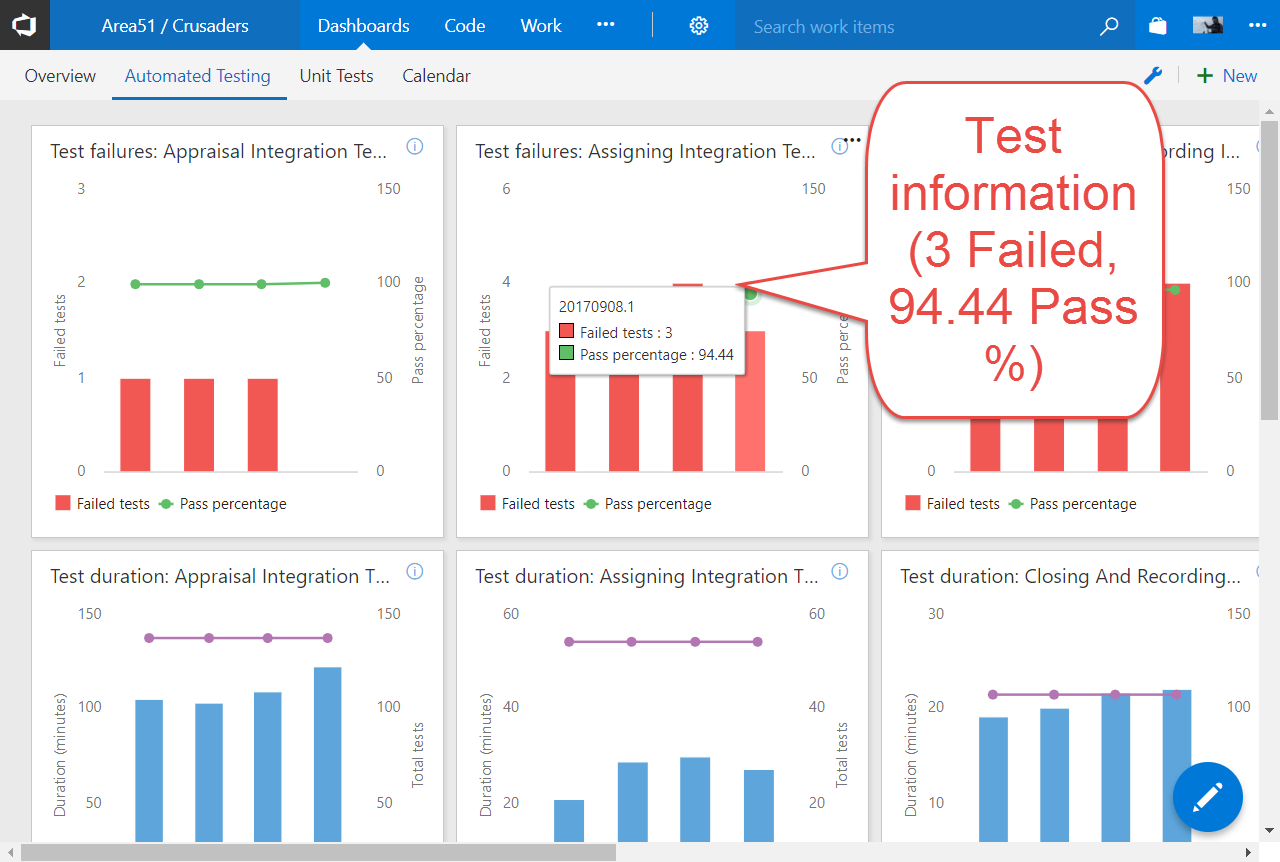 Area51 / Crusaders
Dashboards
Code
Work
Search work items
Overview
Automated Testing
Unit Tests
Calendar
New
Test failures: Appraisal Integration Te...
3
150
2
100
1
50
0
0
Failed tests
Pass percentage
Failed tests
Pass percentage
Test failures: Assigning Integration Te...
6
150
4
100
2
50
0
0
Failed tests
20170908.1
Failed tests : 3
Pass percentage : 94.44
Failed tests
Pass percentage
Test
information
(3 Failed,
94.44 Pass
%)
150
100
50
0
0
Failed tests
Pass percentage
Test duration: Appraisal Integration T...
150
150
100
100
50
50
Duration (minutes)
Total tests
Test duration: Assigning Integration T...
60
60
40
40
20
20
Duration (minutes)
Total tests
Test duration: Closing And Recording...
30
150
20
100
10
Duration (minutes)